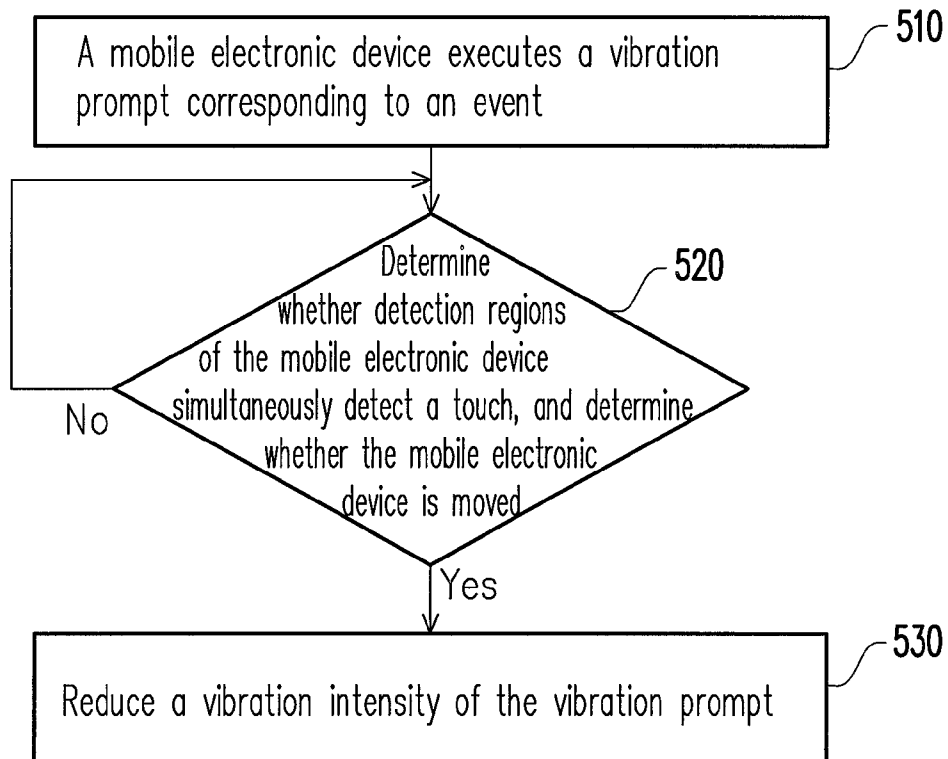 510
A mobile electronic device executes a vibration
prompt corresponding to an event
520
Determine
whether detection regions
of the mobile electronic device
simultaneously detect a touch, and determine
whether the mobile electronic
device is moved
No
Yes
530
Reduce a vibration intensity of the vibration prompt